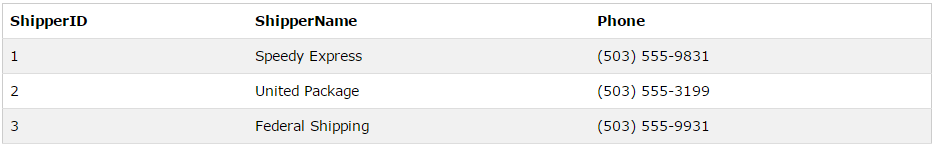 ShipperID ShipperName Phone
1 Speedy Express (503) 555-9831
2 United Package (503) 555-3199
3 Federal Shipping (503) 555-9931